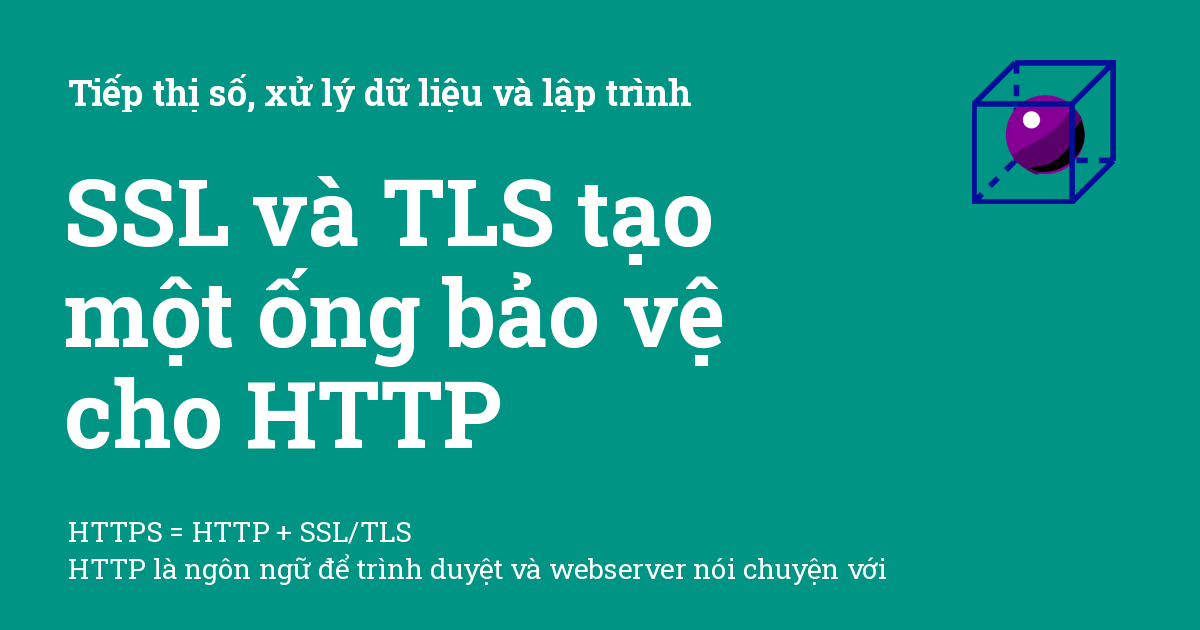 Tiếp thị số, xử lý dữ liệu và lập trình
SSL và TLS tạo
một ống bảo vệ
cho HTTP
HTTPS = HTTP + SSL/TLS
HTTP là ngôn ngữ để trình duyệt và webserver nói chuyện với